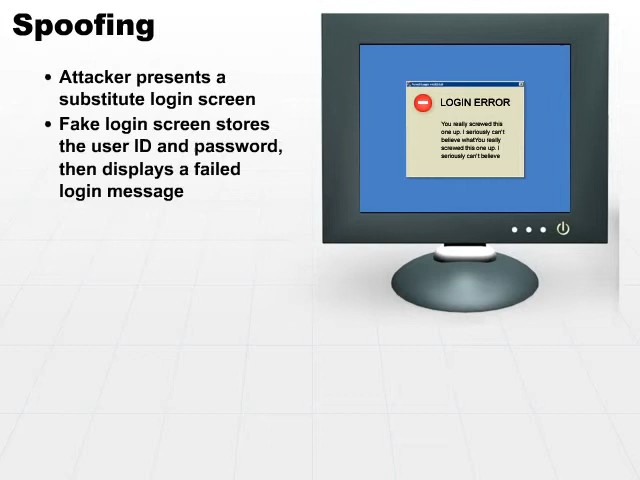 Spoofing
• Attacker presents a
substitute login screen
• Fake login screen stores
the user ID and password,
then displays a failed
login message
LOGIN ERROR
You really screwed this
one up. I seriously can't
believe whatYou really
screwed this one up. I
seriously can't believe